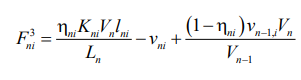 F³ₙᵢ = ηₙᵢKₙᵢVₙlₙᵢ / Lₙ − vₙᵢ + (1 − ηₙᵢ)vₙ₋₁,ᵢVₙ / Vₙ₋₁